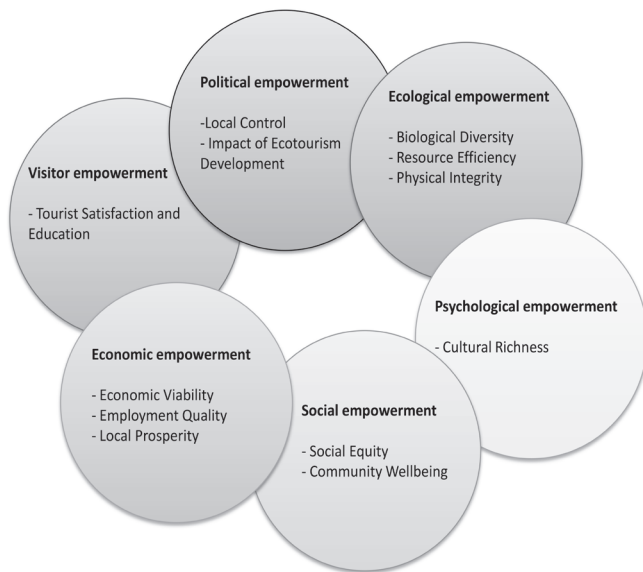 Political empowerment
-Local Control
- Impact of Ecotourism
Development
Ecological empowerment
- Biological Diversity
- Resource Efficiency
- Physical Integrity
Visitor empowerment
- Tourist Satisfaction and
Education
Psychological empowerment
- Cultural Richness
Economic empowerment
- Economic Viability
- Employment Quality
- Local Prosperity
Social empowerment
- Social Equity
- Community Wellbeing